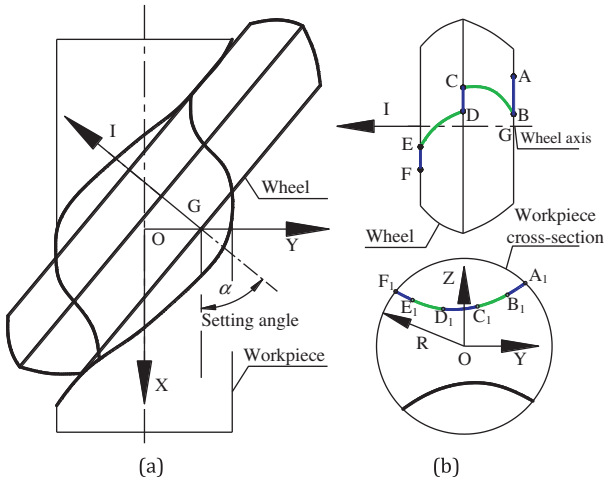 I
G
Wheel
O
Y
α
Setting angle
Workpiece
X
(a)
C
A
I
D
B
G
Wheel axis
E
F
Workpiece
cross-section
Wheel
Z
F1
A1
E1
B1
D1
C1
R
O
Y
(b)